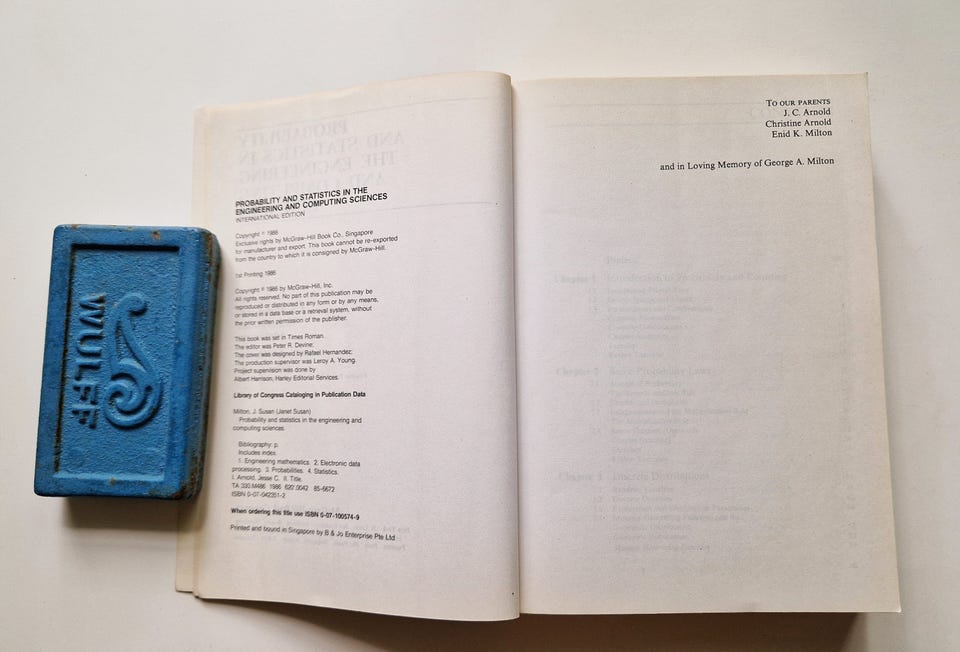 WULFF
PROBABILITY AND STATISTICS IN THE
ENGINEERING AND COMPUTING SCIENCES
INTERNATIONAL EDITION
Copyright © 1986
Exclusive rights by McGraw-Hill Book Co., Singapore
for manufacturer and export. This book cannot be re-exported
from the country to which it is consigned by McGraw-Hill.
1st Printing 1986
Copyright © 1986 by McGraw-Hill, Inc.
All rights reserved. No part of this publication may be
reproduced or distributed in any form or by any means,
or stored in a data base or a retrieval system, without
the prior written permission of the publisher.
This book was set in Times Roman.
The editor was Peter R. Devine;
The cover was designed by Rafael Hernandez;
The production supervisor was Leroy A. Young.
Project supervision was done by
Albert Harrison, Harley Editorial Services.
Library of Congress Cataloging in Publication Data
Milton, J. Susan (Janet Susan)
Probability and statistics in the engineering and
computing sciences.
Bibliography: p.
Includes index.
1. Engineering mathematics. 2. Electronic data
processing. 3. Probabilities. 4. Statistics.
I. Arnold, Jesse C. II. Title.
TA 330.M486 1986 620'.0042 85-6672
ISBN 0-07-042351-2
When ordering this title use ISBN 0-07-100574-9
Printed and bound in Singapore by B & Jo Enterprise Pte Ltd
TO OUR PARENTS
J. C. Arnold
Christine Arnold
Enid K. Milton
and in Loving Memory of George A. Milton